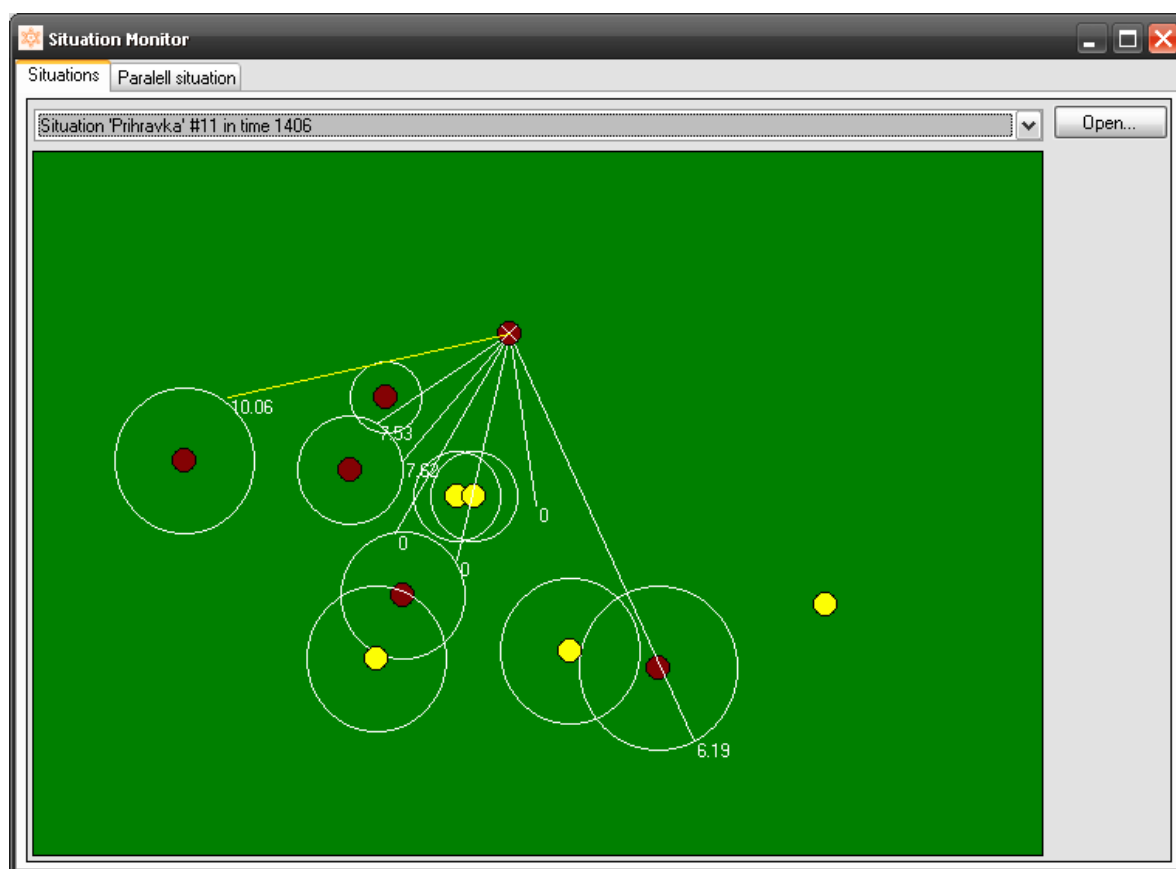 Situation Monitor
Situations
Paralell situation
Situation 'Prihravka' #11 in time 1406
Open...
10.06
7.53
7.62
0
0
0
6.19